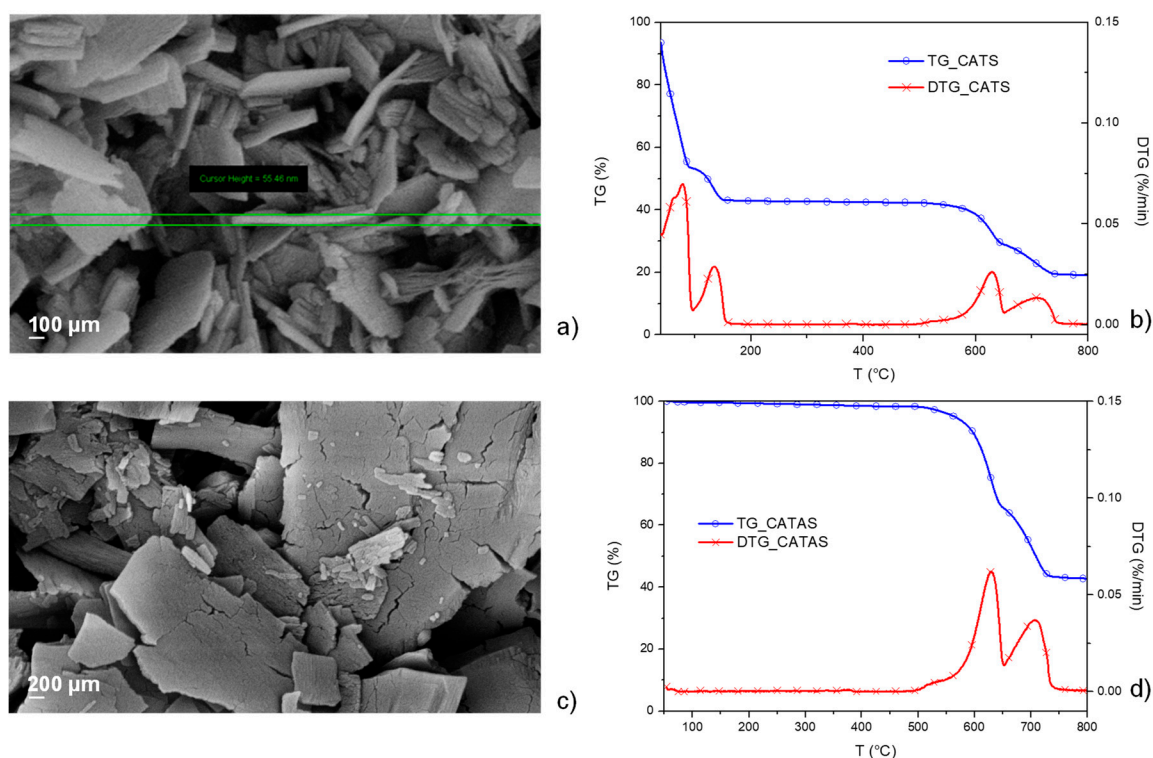 Cursor Height = 55.46 nm
100 µm
a)
100
80
60
40
20
0
TG (%)
TG_CATS
DTG_CATS
0.15
0.10
0.05
0.00
DTG (%/min)
200
400
600
800
T (°C)
b)
200 µm
c)
100
80
60
40
20
0
TG (%)
TG_CATAS
DTG_CATAS
0.15
0.10
0.05
0.00
DTG (%/min)
100
200
300
400
500
600
700
800
T (°C)
d)